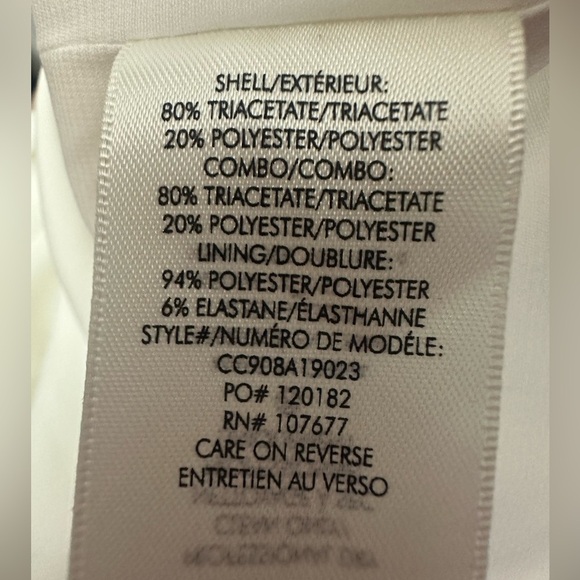 SHELL/EXTÉRIEUR:
80% TRIACETATE/TRIACETATE
20% POLYESTER/POLYESTER
COMBO/COMBO:
80% TRIACETATE/TRIACETATE
20% POLYESTER/POLYESTER
LINING/DOUBLURE:
94% POLYESTER/POLYESTER
6% ELASTANE/ÉLASTHANNE
STYLE#/NUMÉRO DE MODÉLE:
CC908A19023
PO# 120182
RN# 107677
CARE ON REVERSE
ENTRETIEN AU VERSO